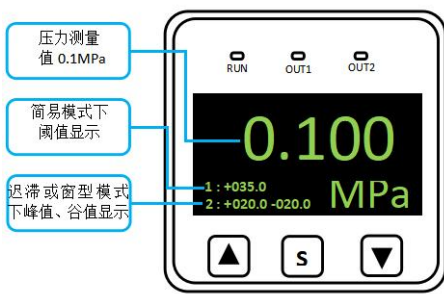 压力测量
值 0.1MPa
简易模式下
阈值显示
迟滞或窗型模式
下峰值、谷值显示
RUN
OUT1
OUT2
0.100
MPa
1 : +035.0
2 : +020.0 -020.0
S